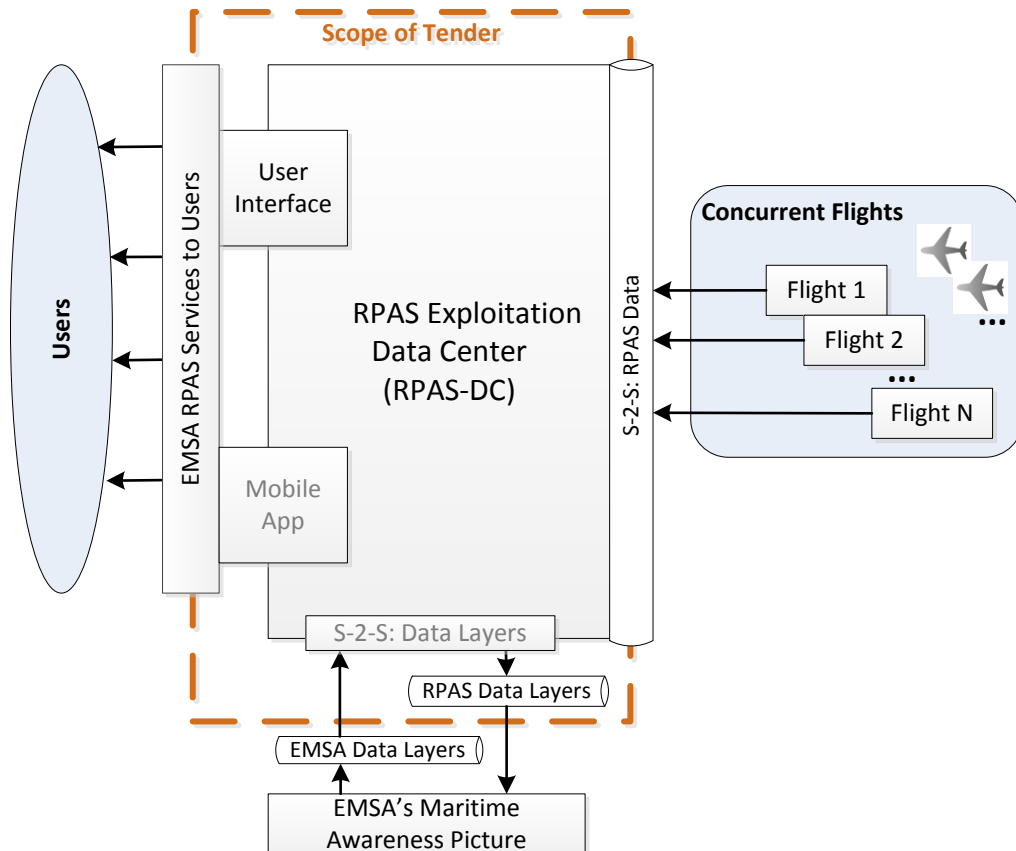 Scope of Tender
Users
EMSA RPAS Services to Users
User
Interface
RPAS Exploitation
Data Center
(RPAS-DC)
Mobile
App
S-2-S: RPAS Data
Concurrent Flights
...
Flight 1
Flight 2
...
Flight N
S-2-S: Data Layers
RPAS Data Layers
EMSA Data Layers
EMSA’s Maritime
Awareness Picture